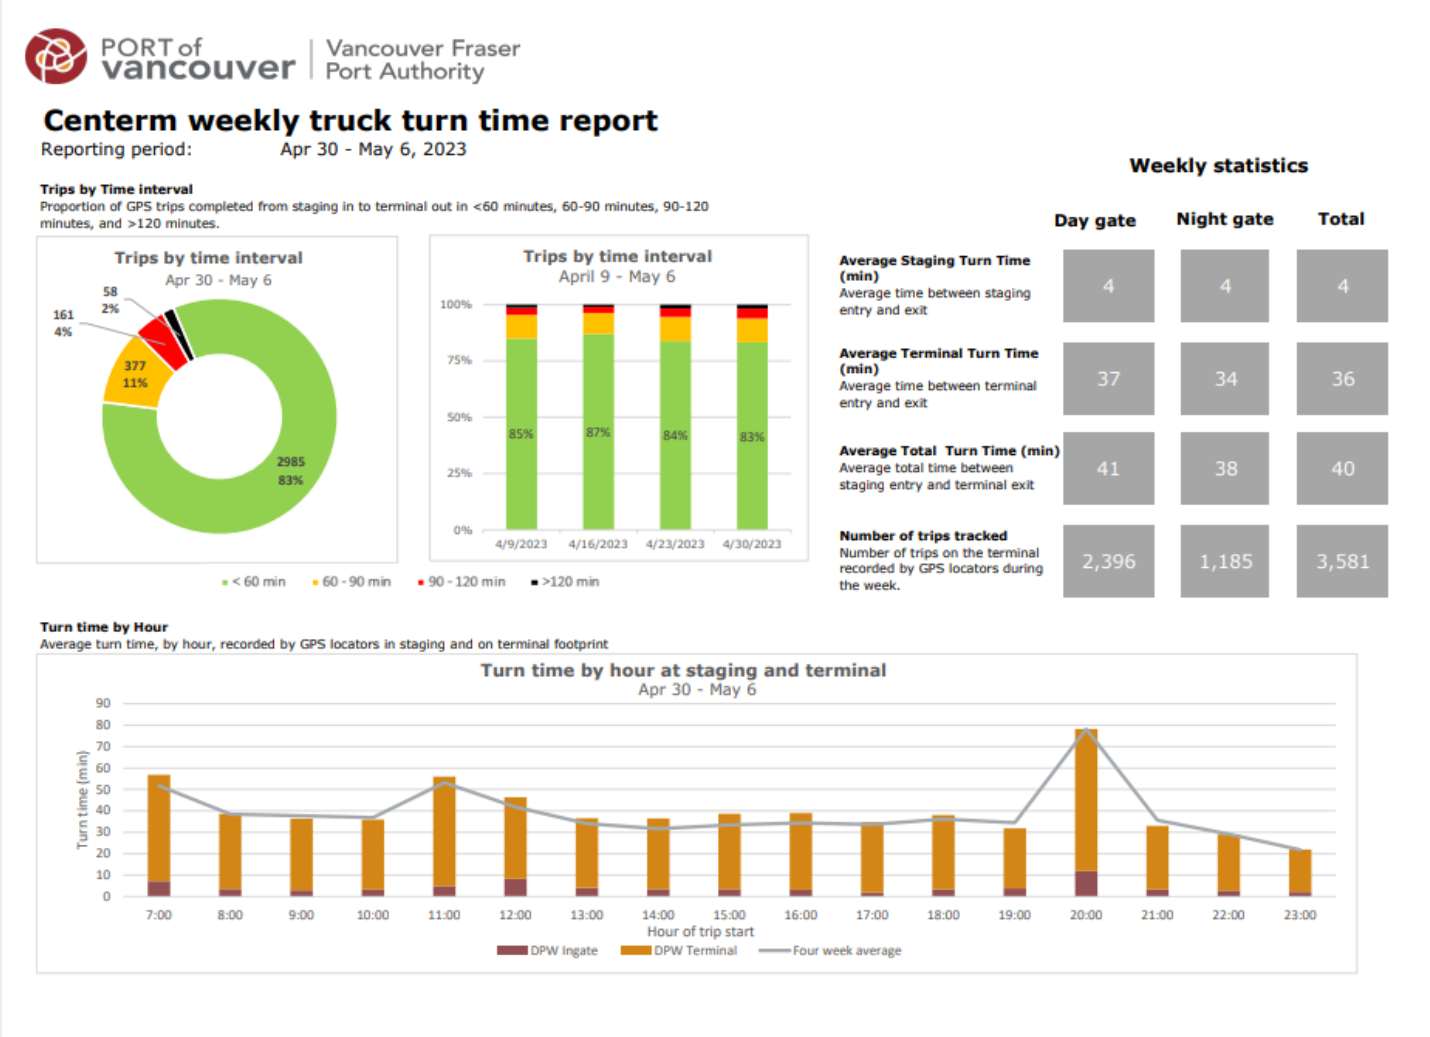 PORT of
vancouver
Vancouver Fraser
Port Authority
Centerm weekly truck turn time report
Reporting period: Apr 30 - May 6, 2023
Trips by Time interval
Proportion of GPS trips completed from staging in to terminal out in <60 minutes, 60-90 minutes, 90-120
minutes, and >120 minutes.
Trips by time interval
Apr 30 - May 6
58
2%
161
4%
377
11%
2985
83%
Trips by time interval
April 9 - May 6
100%
75%
50%
25%
0%
85%
87%
84%
83%
4/9/2023
4/16/2023
4/23/2023
4/30/2023
< 60 min
60 - 90 min
90 - 120 min
>120 min
Weekly statistics
Day gate
Night gate
Total
Average Staging Turn Time
(min)
Average time between staging
entry and exit
4
4
4
Average Terminal Turn Time
(min)
Average time between terminal
entry and exit
37
34
36
Average Total Turn Time (min)
Average total time between
staging entry and terminal exit
41
38
40
Number of trips tracked
Number of trips on the terminal
recorded by GPS locators during
the week.
2,396
1,185
3,581
Turn time by Hour
Average turn time, by hour, recorded by GPS locators in staging and on terminal footprint
Turn time by hour at staging and terminal
Apr 30 - May 6
Turn time (min)
90
80
70
60
50
40
30
20
10
0
7:00
8:00
9:00
10:00
11:00
12:00
13:00
14:00
15:00
16:00
17:00
18:00
19:00
20:00
21:00
22:00
23:00
Hour of trip start
DPW Ingate
DPW Terminal
Four week average